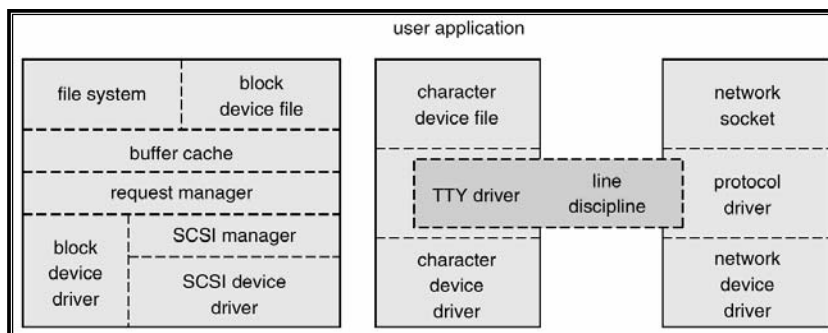 user application
file system
block
device file
buffer cache
request manager
block
device
driver
SCSI manager
SCSI device
driver
character
device file
TTY driver
line
discipline
character
device
driver
network
socket
protocol
driver
network
device
driver